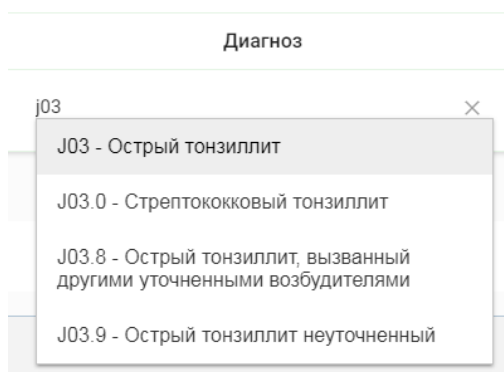 Диагноз
j03
J03 - Острый тонзиллит
J03.0 - Стрептококковый тонзиллит
J03.8 - Острый тонзиллит, вызванный
другими уточненными возбудителями
J03.9 - Острый тонзиллит неуточненный